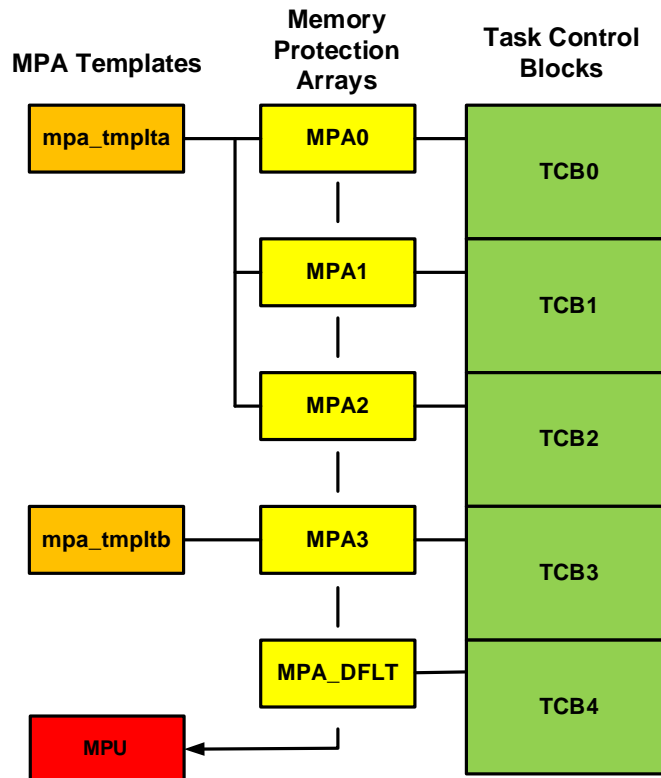 MPA Templates
Memory
Protection
Arrays
Task Control
Blocks
mpa_tmplta
MPA0
TCB0
MPA1
TCB1
MPA2
TCB2
mpa_tmpltb
MPA3
TCB3
MPA_DFLT
TCB4
MPU